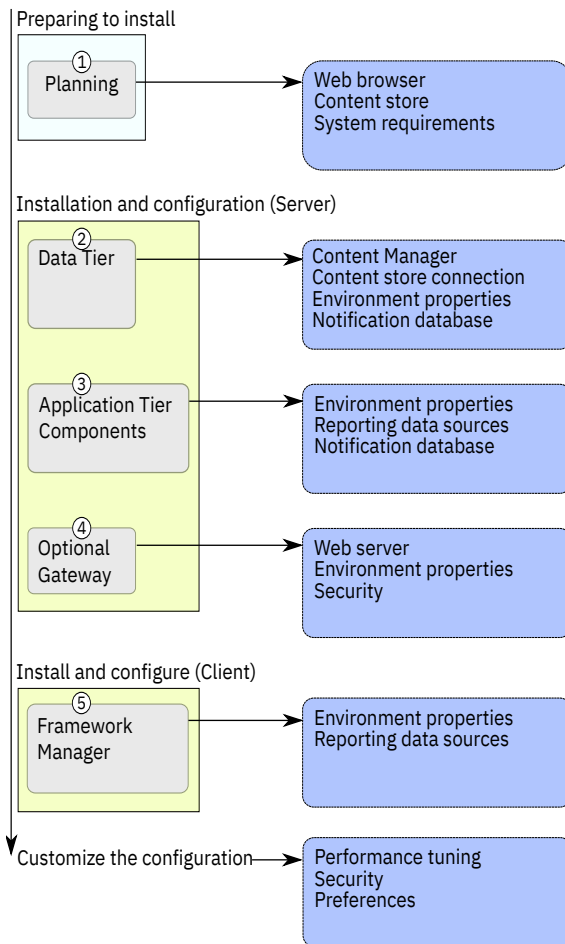 Preparing to install
1
Planning
Web browser
Content store
System requirements
Installation and configuration (Server)
2
Data Tier
Content Manager
Content store connection
Environment properties
Notification database
3
Application Tier
Components
Environment properties
Reporting data sources
Notification database
4
Optional
Gateway
Web server
Environment properties
Security
Install and configure (Client)
5
Framework
Manager
Environment properties
Reporting data sources
Customize the configuration
Performance tuning
Security
Preferences